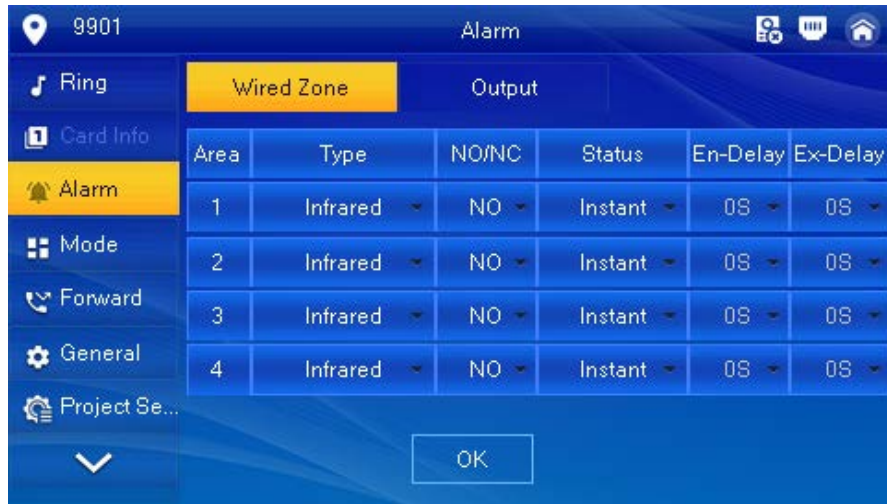 9901
Alarm
Ring
Card Info
Alarm
Mode
Forward
General
Project Se...
Wired Zone
Output
Area Type NO/NC Status En-Delay Ex-Delay
1 Infrared NO Instant 0S 0S
2 Infrared NO Instant 0S 0S
3 Infrared NO Instant 0S 0S
4 Infrared NO Instant 0S 0S
OK